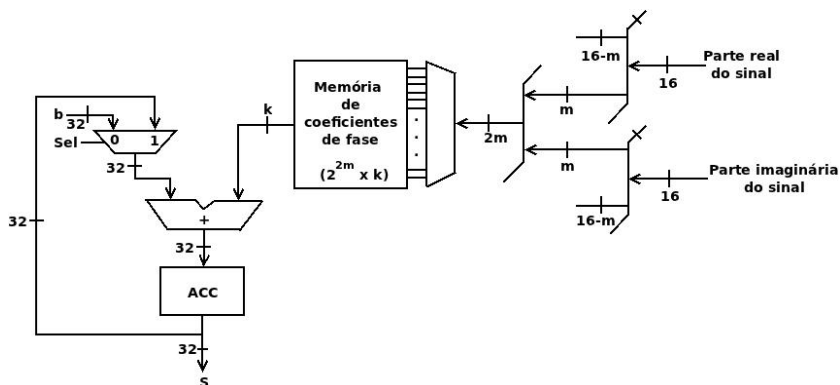 16-m
Parte real
do sinal
16
m
Memória
de
coeficientes
de fase
(2^2m x k)
k
2m
b
32
0 1
Sel
32
m
Parte imaginária
do sinal
16
16-m
+
32
32
ACC
32
S